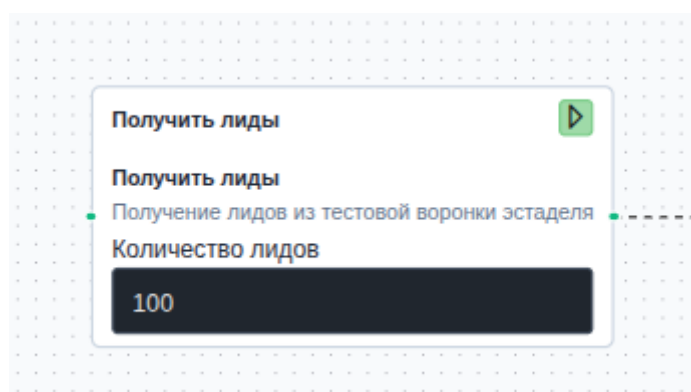 Получить лиды
Получить лиды
Получение лидов из тестовой воронки эстаделя
Количество лидов
100